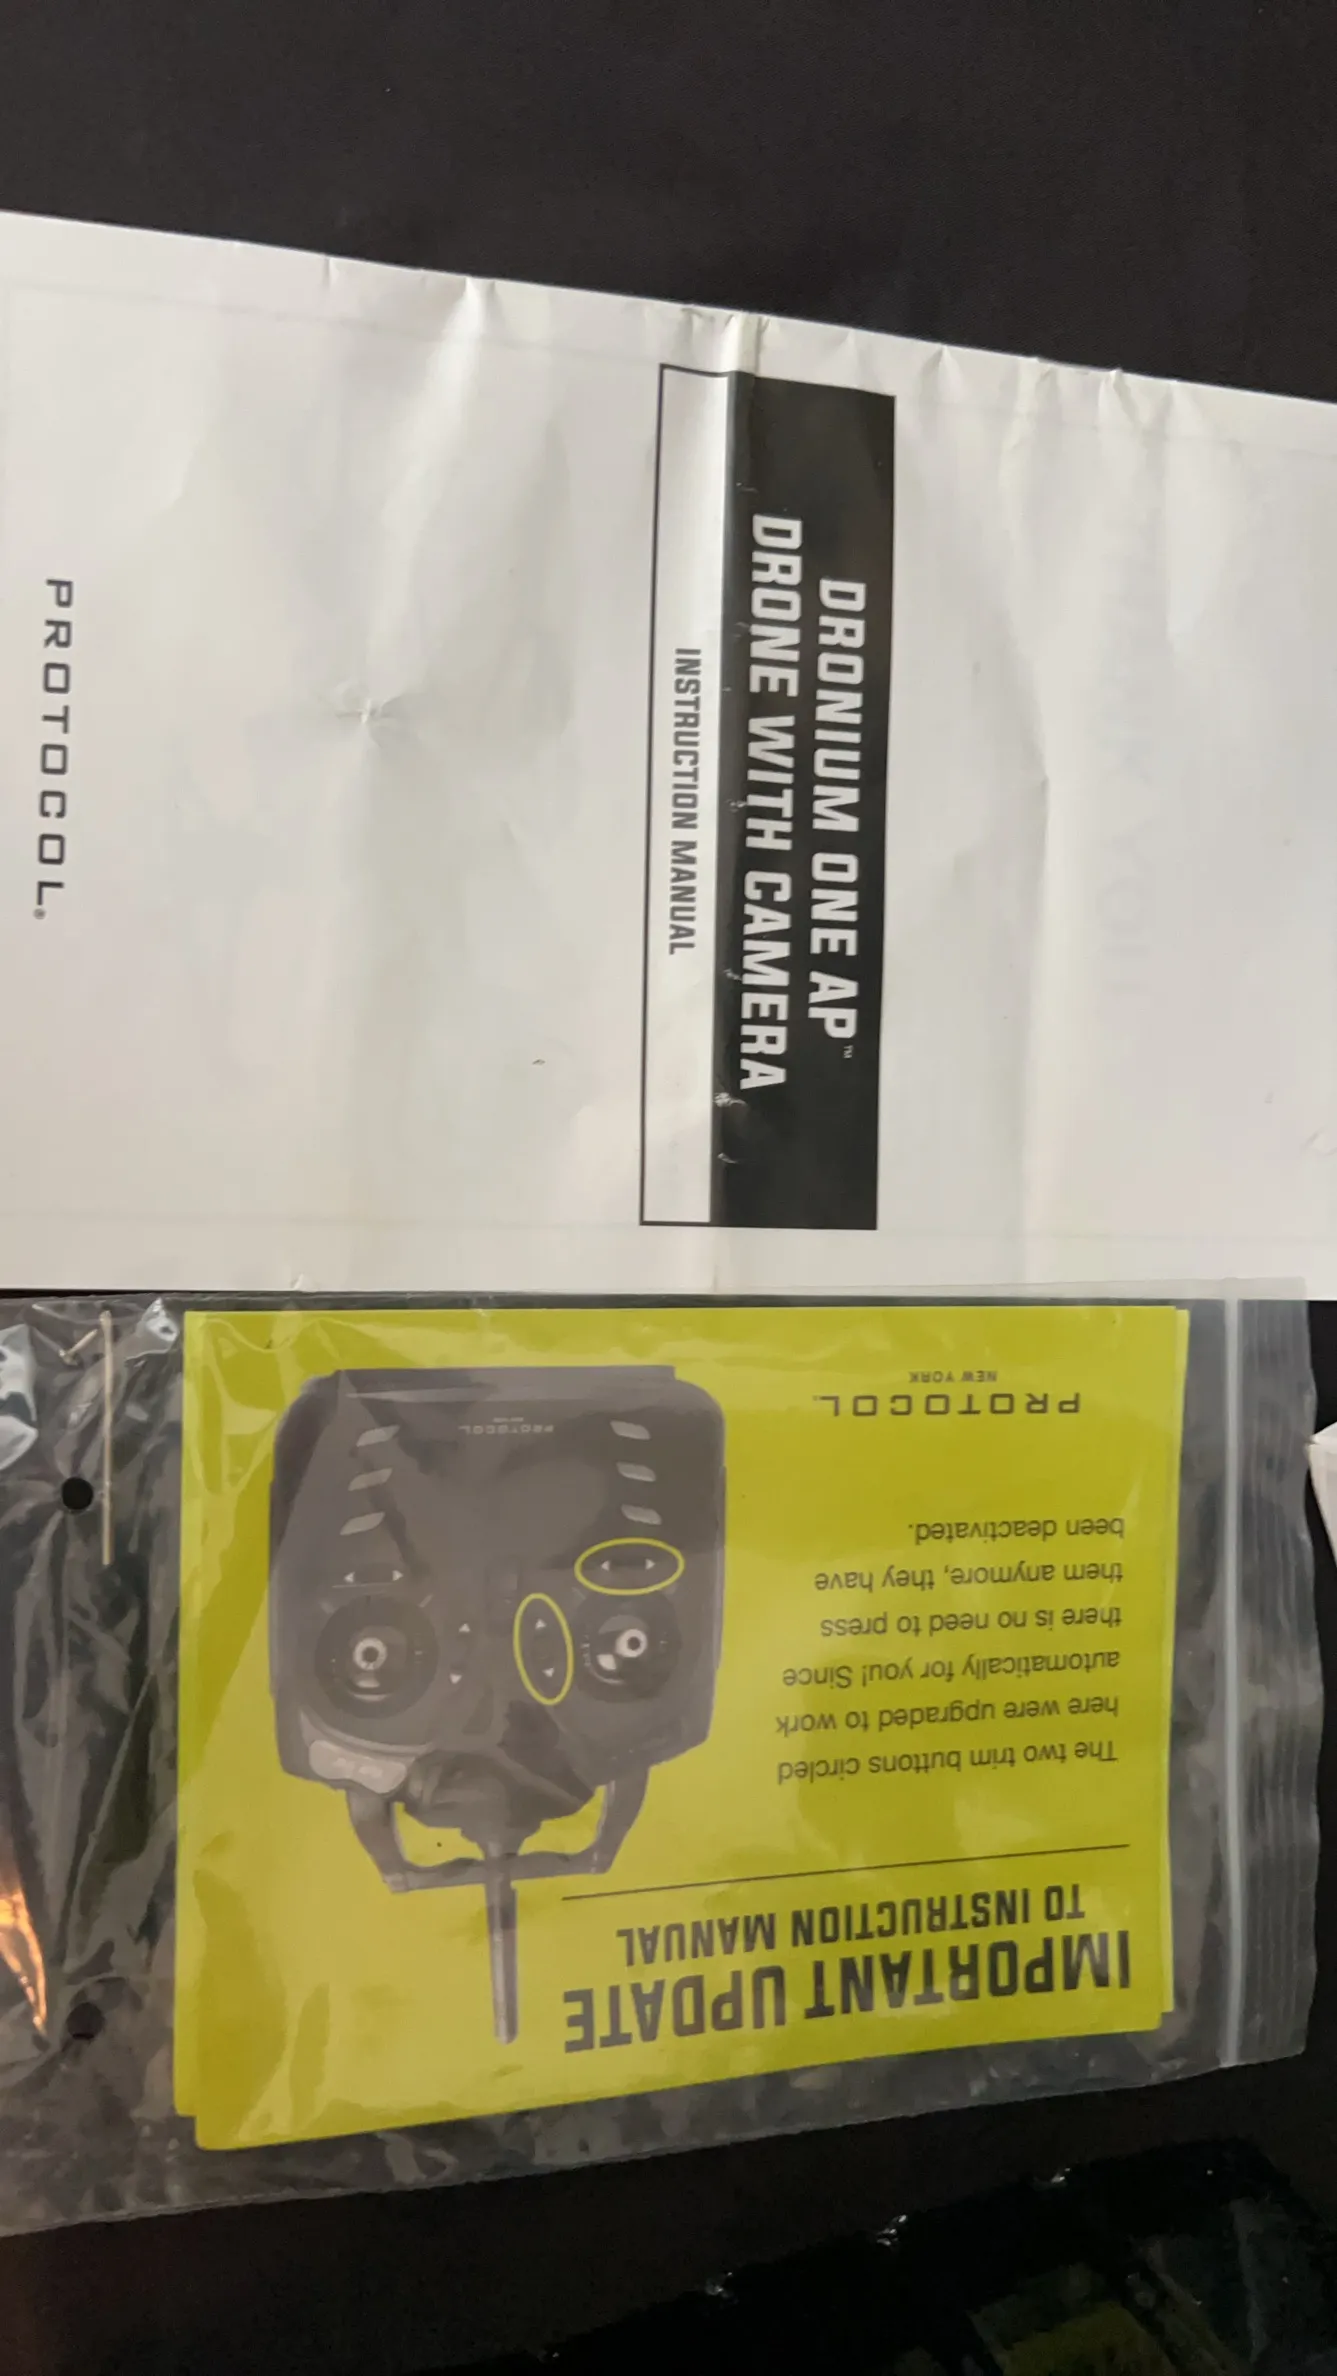 DRONIUM ONE AP™
DRONE WITH CAMERA
INSTRUCTION MANUAL
PROTOCOL®
IMPORTANT UPDATE
TO INSTRUCTION MANUAL
The two trim buttons circled
here were upgraded to work
automatically for you! Since
there is no need to press
them anymore, they have
been deactivated.
PROTOCOL
NEW YORK
PROTOCOL